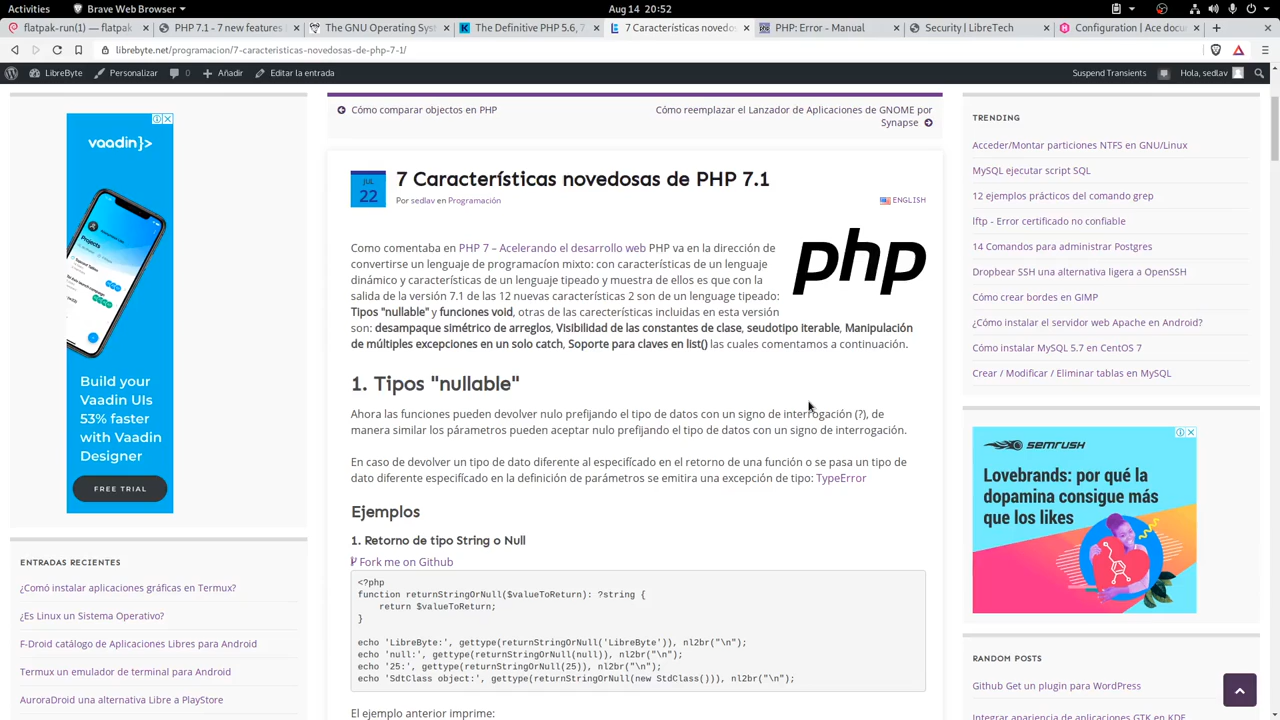 Activities
Brave Web Browser
Aug 14 20:52
flatpak-run(1) — flatpak
PHP 7.1 - 7 new features
The GNU Operating Syst
The Definitive PHP 5.6, 7
7 Características novedos
PHP: Error - Manual
Security | LibreTech
Configuration | Ace docu
librebyte.net/programacion/7-caracteristicas-novedosas-de-php-7-1/
LibreByte
Personalizar
0
Añadir
Editar la entrada
Suspend Transients
Hola, sedlav
Cómo comparar objectos en PHP
Cómo reemplazar el Lanzador de Aplicaciones de GNOME por
Synapse
JUL
22
7 Características novedosas de PHP 7.1
Por sedlav en Programación
ENGLISH
Como comentaba en PHP 7 – Acelerando el desarrollo web PHP va en la dirección de
convertirse un lenguaje de programacíon mixto: con características de un lenguaje
dinámico y características de un lenguaje tipeado y muestra de ellos es que con la
salida de la versión 7.1 de las 12 nuevas características 2 son de un lenguage tipeado:
Tipos "nullable" y funciones void, otras de las carecterísticas incluidas en esta versión
son: desampaque simétrico de arreglos, Visibilidad de las constantes de clase, seudotipo iterable, Manipulación
de múltiples excepciones en un solo catch, Soporte para claves en list() las cuales comentamos a continuación.
php
1. Tipos "nullable"
Ahora las funciones pueden devolver nulo prefijando el tipo de datos con un signo de interrogación (?), de
manera similar los párametros pueden aceptar nulo prefijando el tipo de datos con un signo de interrogación.
En caso de devolver un tipo de dato diferente al especifícado en el retorno de una función o se pasa un tipo de
dato diferente especifícado en la definición de parámetros se emitira una excepción de tipo: TypeError
Ejemplos
1. Retorno de tipo String o Null
Fork me on Github
<?php
function returnStringOrNull($valueToReturn): ?string {
return $valueToReturn;
}
echo 'LibreByte:', gettype(returnStringOrNull('LibreByte')), nl2br("\n");
echo 'null:', gettype(returnStringOrNull(null)), nl2br("\n");
echo '25:', gettype(returnStringOrNull(25)), nl2br("\n");
echo 'SdtClass object:', gettype(returnStringOrNull(new StdClass())), nl2br("\n");
El ejemplo anterior imprime:
vaadin}>
Projects
Build your
Vaadin UIs
53% faster
with Vaadin
Designer
FREE TRIAL
ENTRADAS RECIENTES
¿Comó instalar aplicaciones gráficas en Termux?
¿Es Linux un Sistema Operativo?
F-Droid catálogo de Aplicaciones Libres para Android
Termux un emulador de terminal para Android
AuroraDroid una alternativa Libre a PlayStore
TRENDING
Acceder/Montar particiones NTFS en GNU/Linux
MySQL ejecutar script SQL
12 ejemplos prácticos del comando grep
lftp - Error certificado no confiable
14 Comandos para administrar Postgres
Dropbear SSH una alternativa ligera a OpenSSH
Cómo crear bordes en GIMP
¿Cómo instalar el servidor web Apache en Android?
Cómo instalar MySQL 5.7 en CentOS 7
Crear / Modificar / Eliminar tablas en MySQL
SEMRUSH
Lovebrands: por qué la
dopamina consigue más
que los likes
RANDOM POSTS
Github Get un plugin para WordPress
Integrar apariencia de aplicaciones GTK en KDE